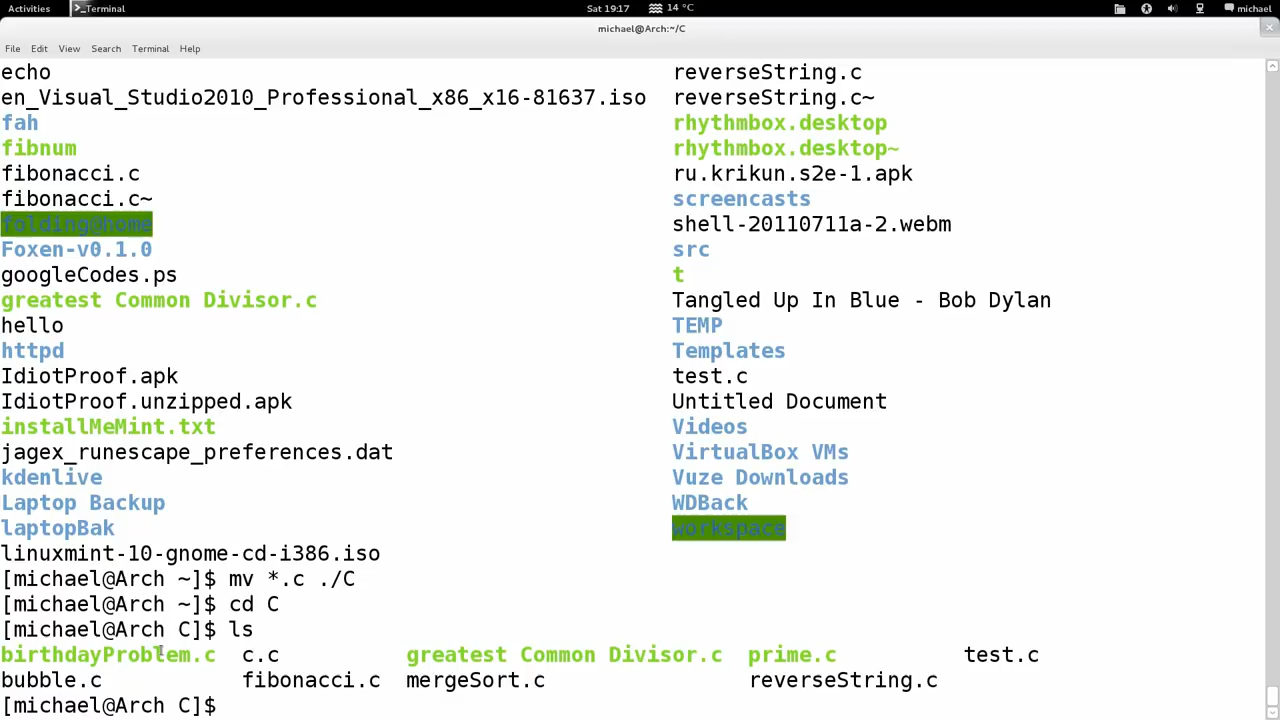 Activities Terminal Sat 19:17 14 °C michael
michael@Arch:~/C
File Edit View Search Terminal Help
echo reverseString.c
en_Visual_Studio2010_Professional_x86_x16-81637.iso reverseString.c~
fah rhythmbox.desktop
fibnum rhythmbox.desktop~
fibonacci.c ru.krikun.s2e-1.apk
fibonacci.c~ screencasts
folding@home shell-20110711a-2.webm
Foxen-v0.1.0 src
googleCodes.ps t
greatest Common Divisor.c Tangled Up In Blue - Bob Dylan
hello TEMP
httpd Templates
IdiotProof.apk test.c
IdiotProof.unzipped.apk Untitled Document
installMeMint.txt Videos
jagex_runescape_preferences.dat VirtualBox VMs
kdenlive Vuze Downloads
Laptop Backup WDBack
laptopBak workspace
linuxmint-10-gnome-cd-i386.iso
[michael@Arch ~]$ mv *.c ./C
[michael@Arch ~]$ cd C
[michael@Arch C]$ ls
birthdayProblem.c c.c greatest Common Divisor.c prime.c test.c
bubble.c fibonacci.c mergeSort.c reverseString.c
[michael@Arch C]$